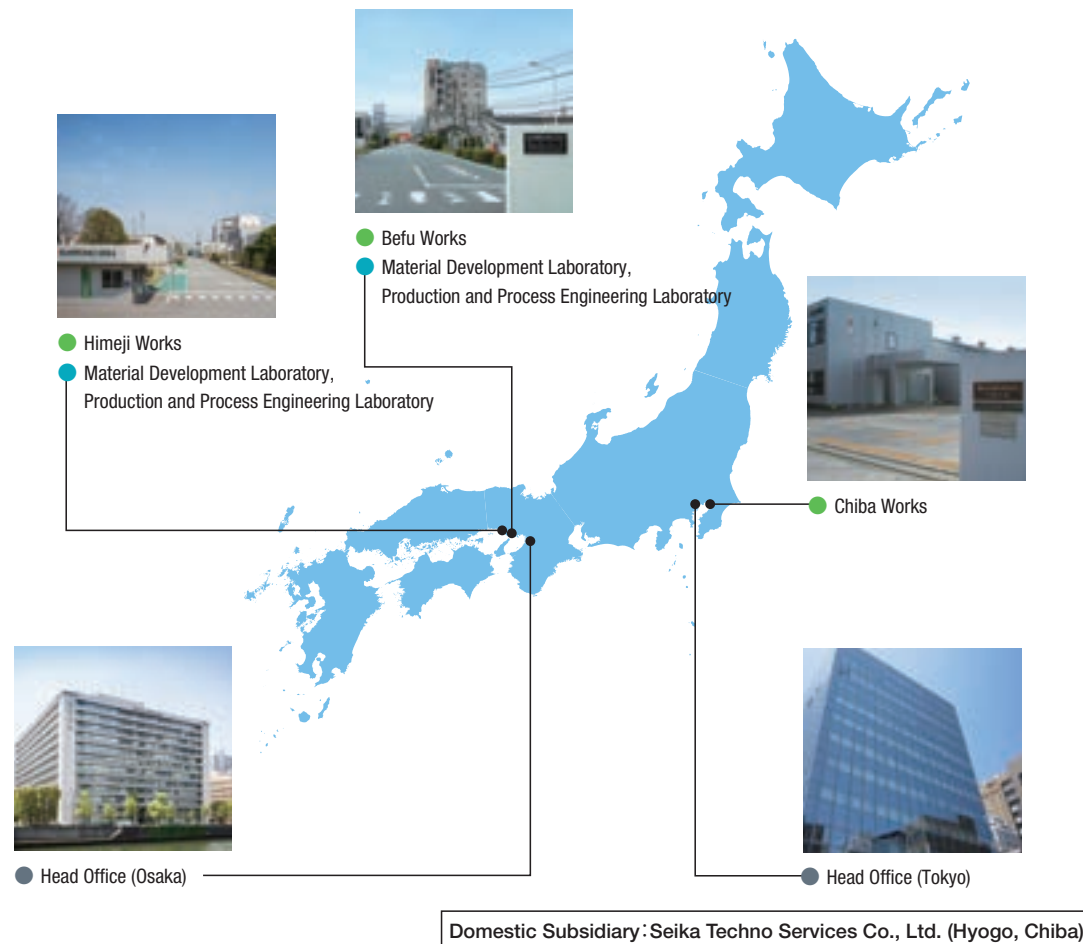 Befu Works
Material Development Laboratory,
Production and Process Engineering Laboratory
Himeji Works
Material Development Laboratory,
Production and Process Engineering Laboratory
Chiba Works
Head Office (Osaka)
Head Office (Tokyo)
Domestic Subsidiary:Seika Techno Services Co., Ltd. (Hyogo, Chiba)